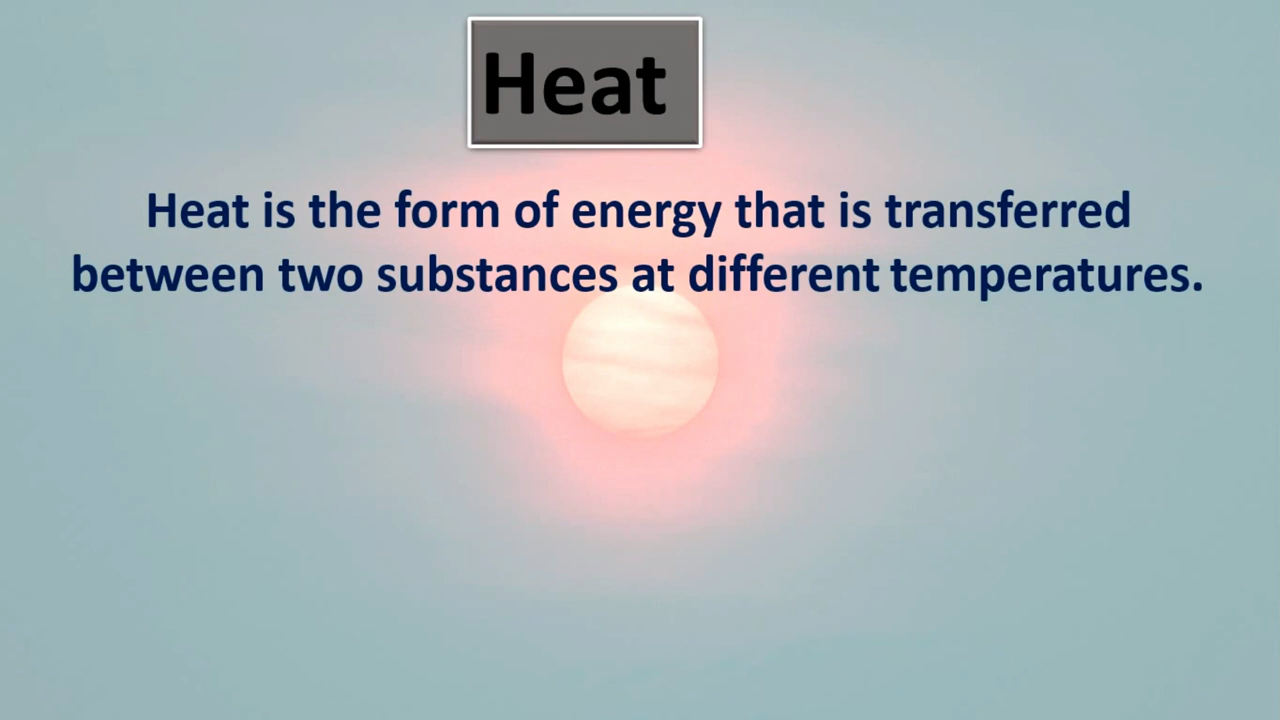 Heat
Heat is the form of energy that is transferred
between two substances at different temperatures.